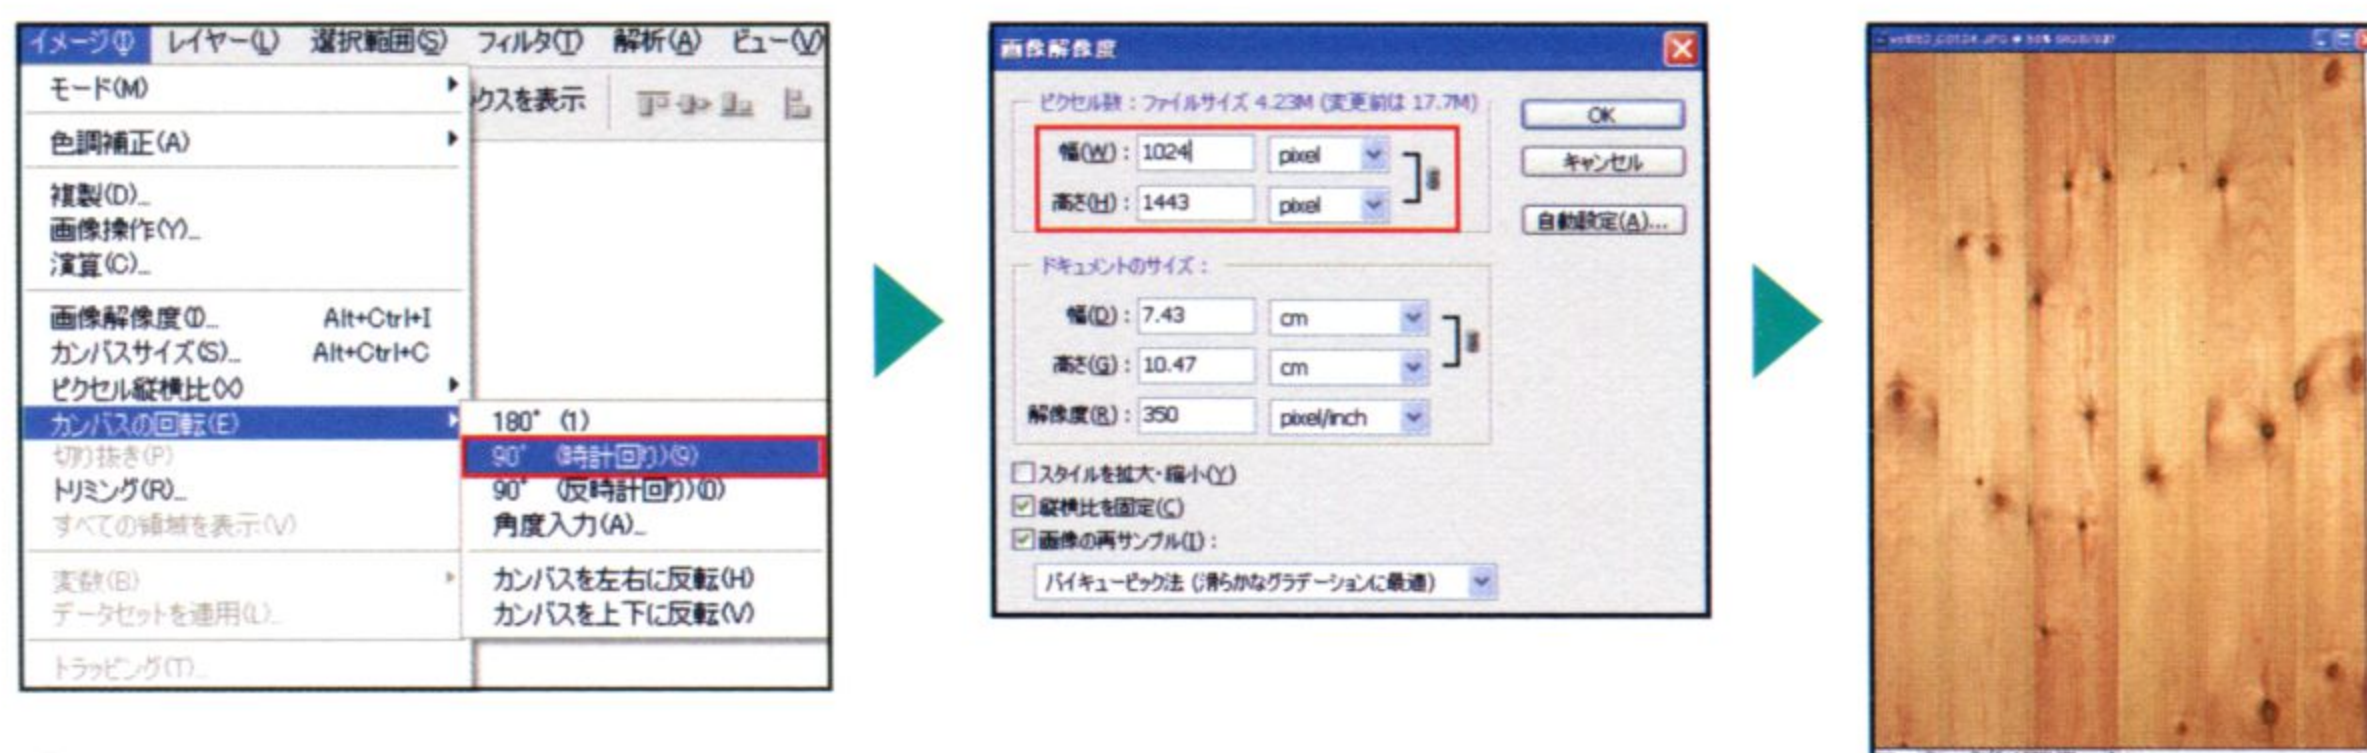 イメージ(I) レイヤー(L) 選択範囲(S) フィルタ(T) 解析(A) ビュー(V)
モード(M)
クスを表示
色調補正(A)
複製(D)...
画像操作(Y)...
演算(C)...
画像解像度(I)... Alt+Ctrl+I
カンバスサイズ(S)... Alt+Ctrl+C
ピクセル縦横比(X)
カンバスの回転(E)
切り抜き(P)
トリミング(R)...
すべての領域を表示(V)
変数(B)
データセットを適用(L)...
トラッピング(T)...
180° (1)
90° (時計回り)(9)
90° (反時計回り)(0)
角度入力(A)...
カンバスを左右に反転(H)
カンバスを上下に反転(V)
画像解像度
ピクセル数 : ファイルサイズ 4.23M (変更前は 17.7M)
幅(W) : 1024 pixel
高さ(H) : 1443 pixel
ドキュメントのサイズ :
幅(D) : 7.43 cm
高さ(G) : 10.47 cm
解像度(R) : 350 pixel/inch
スタイルを拡大・縮小(Y)
縦横比を固定(C)
画像の再サンプル(I) :
バイキュービック法 (滑らかなグラデーションに最適)
OK
キャンセル
自動設定(A)...